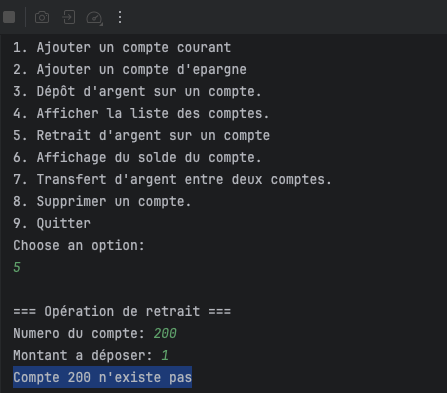 1. Ajouter un compte courant
2. Ajouter un compte d'epargne
3. Dépôt d'argent sur un compte.
4. Afficher la liste des comptes.
5. Retrait d'argent sur un compte
6. Affichage du solde du compte.
7. Transfert d'argent entre deux comptes.
8. Supprimer un compte.
9. Quitter
Choose an option:
5
=== Opération de retrait ===
Numero du compte: 200
Montant a déposer: 1
Compte 200 n'existe pas